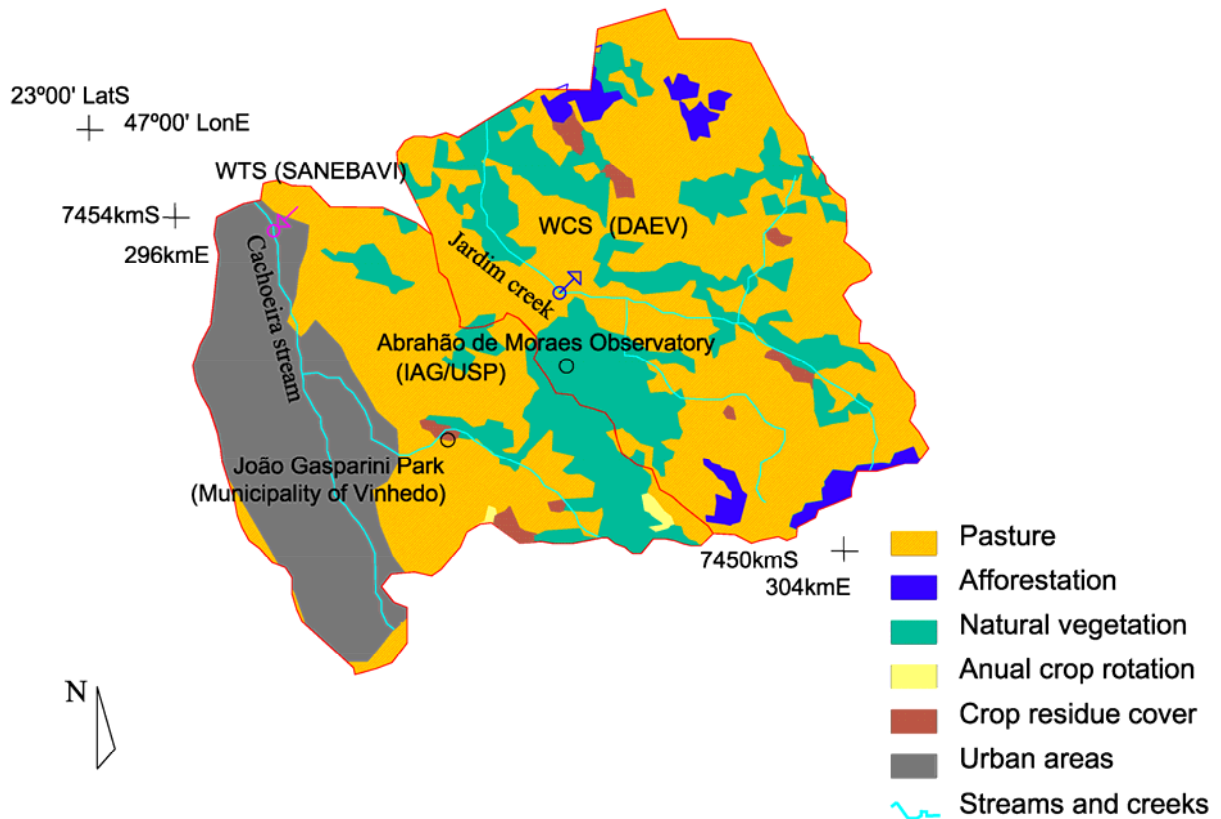 23º00' LatS
47º00' LonE
WTS (SANEBAVI)
7454kmS
296kmE
WCS (DAEV)
Jardim creek
Cachoeira stream
Abrahão de Moraes Observatory
(IAG/USP)
João Gasparini Park
(Municipality of Vinhedo)
7450kmS
304kmE
N
Pasture
Afforestation
Natural vegetation
Anual crop rotation
Crop residue cover
Urban areas
Streams and creeks